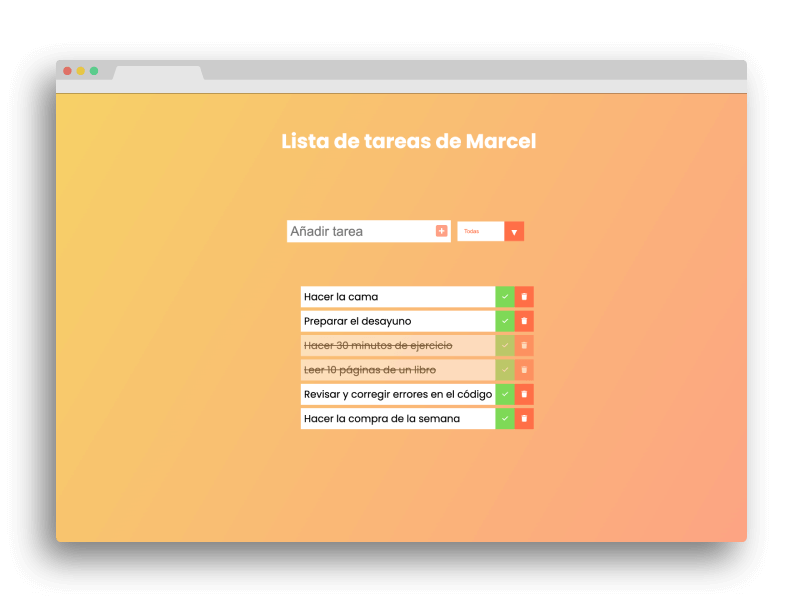 Lista de tareas de Marcel
Añadir tarea
Todas
Hacer la cama
Preparar el desayuno
Hacer 30 minutos de ejercicio
Leer 10 páginas de un libro
Revisar y corregir errores en el código
Hacer la compra de la semana